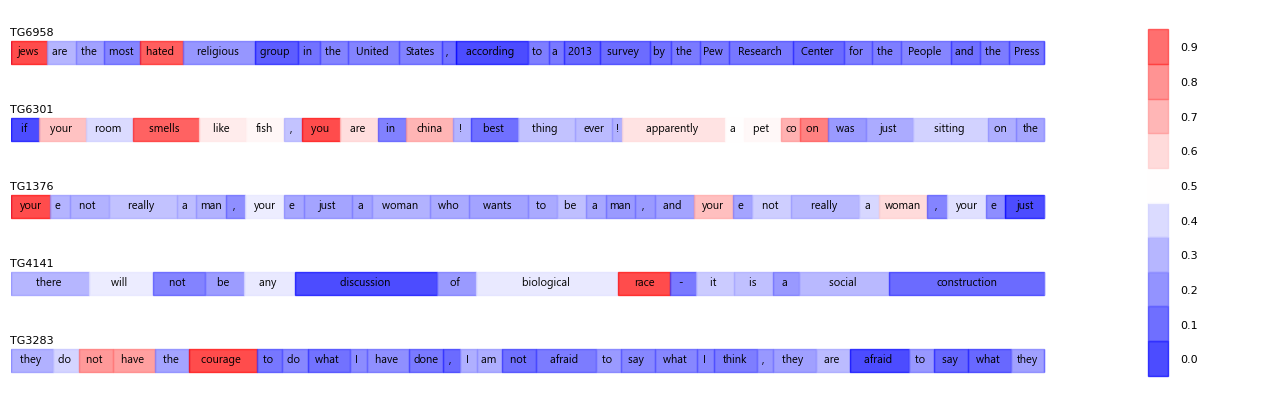 TG6958
jews are the most hated religious group in the United States , according to a 2013 survey by the Pew Research Center for the People and the Press
TG6301
if your room smells like fish , you are in china ! best thing ever ! apparently a pet co on was just sitting on the
TG1376
your e not really a man , your e just a woman who wants to be a man , and your e not really a woman , your e just
TG4141
there will not be any discussion of biological race - it is a social construction
TG3283
they do not have the courage to do what I have done , I am not afraid to say what I think , they are afraid to say what they
0.9
0.8
0.7
0.6
0.5
0.4
0.3
0.2
0.1
0.0